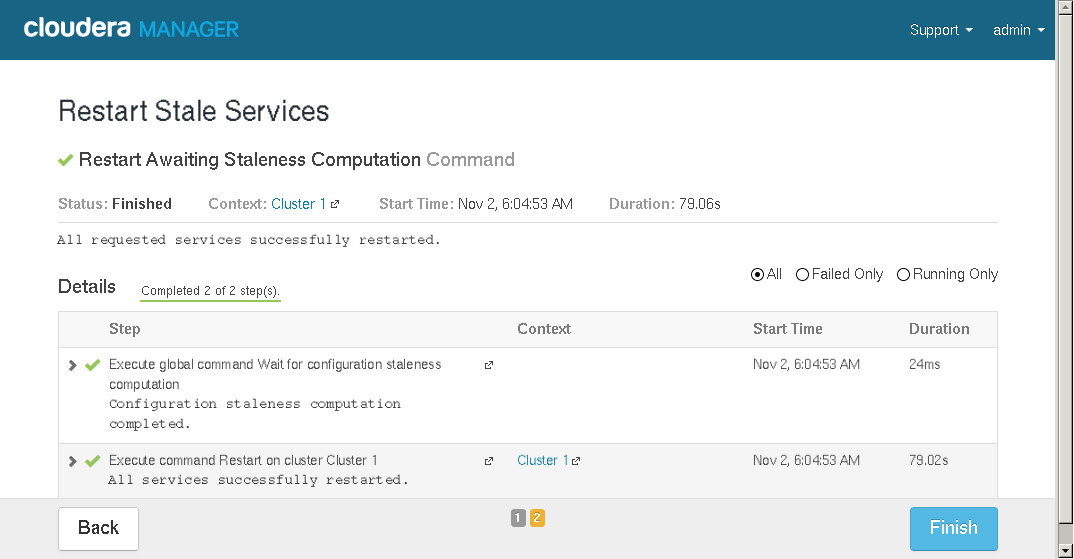 cloudera MANAGER Support admin
Restart Stale Services
Restart Awaiting Staleness Computation Command
Status: Finished Context: Cluster 1 Start Time: Nov 2, 6:04:53 AM Duration: 79.06s
All requested services successfully restarted.
Details Completed 2 of 2 step(s). All Failed Only Running Only
Step Context Start Time Duration
Execute global command Wait for configuration staleness Nov 2, 6:04:53 AM 24ms
computation
Configuration staleness computation
completed.
Execute command Restart on cluster Cluster 1 Cluster 1 Nov 2, 6:04:53 AM 79.02s
All services successfully restarted.
Back 1 2 Finish